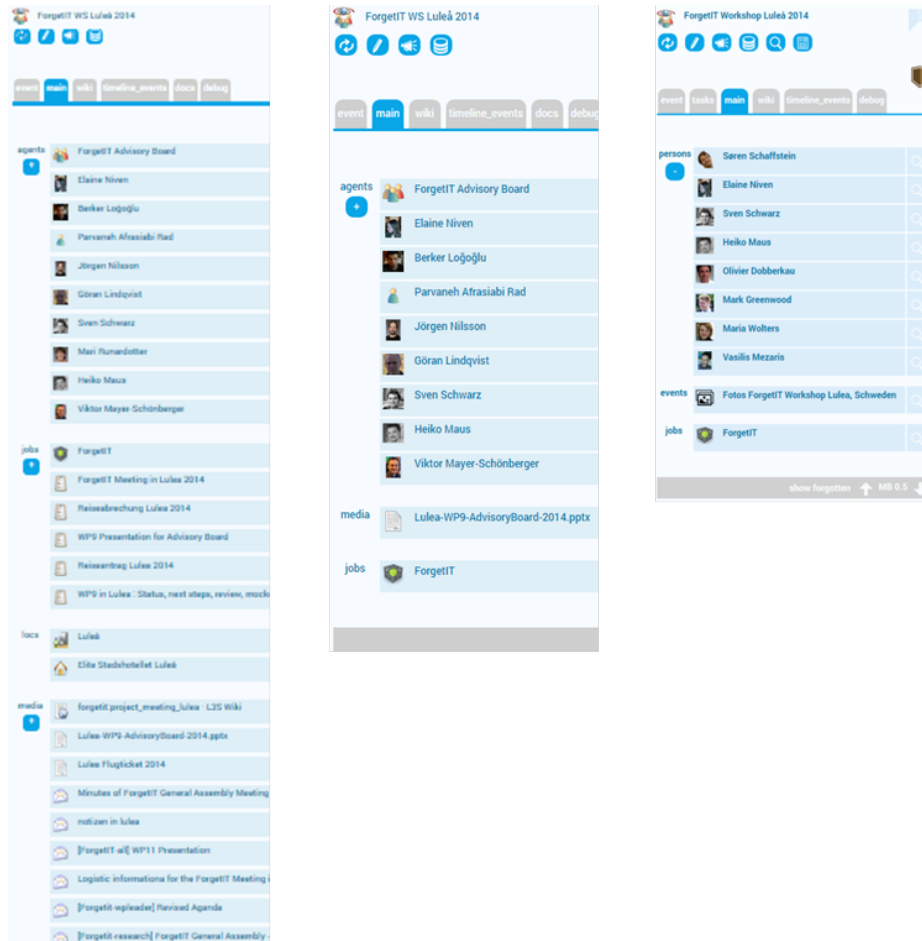 ForgetIT WS Luleå 2014
event main wiki timeline_events docs debug
agents
+
ForgetIT Advisory Board
Elaine Niven
Berker Loğoğlu
Parvaneh Afrasiabi Rad
Jörgen Nilsson
Göran Lindqvist
Sven Schwarz
Mari Runardotter
Heiko Maus
Viktor Mayer-Schönberger
jobs
+
ForgetIT
ForgetIT Meeting in Lulea 2014
Reiseabrechung Lulea 2014
WP9 Presentation for Advisory Board
Reiseantrag Lulea 2014
WP9 in Lulea : Status, next steps, review, mock
locs
Luleå
Elite Stadshotellet Luleå
media
+
forgetit:project_meeting_lulea · L3S Wiki
Lulea-WP9-AdvisoryBoard-2014.pptx
Lulea Flugticket 2014
Minutes of ForgetIT General Assembly Meeting
notizen in lulea
[ForgetIT-all] WP11 Presentation
Logistic informations for the ForgetIT Meeting i
[Forgetit-wpleader] Revised Agenda
[Forgetit-research] ForgetIT General Assembly -
ForgetIT WS Luleå 2014
event main wiki timeline_events docs debug
agents
+
ForgetIT Advisory Board
Elaine Niven
Berker Loğoğlu
Parvaneh Afrasiabi Rad
Jörgen Nilsson
Göran Lindqvist
Sven Schwarz
Heiko Maus
Viktor Mayer-Schönberger
media
Lulea-WP9-AdvisoryBoard-2014.pptx
jobs
ForgetIT
ForgetIT Workshop Luleå 2014
event tasks main wiki timeline_events debug
persons
-
Søren Schaffstein
Elaine Niven
Sven Schwarz
Heiko Maus
Olivier Dobberkau
Mark Greenwood
Maria Wolters
Vasilis Mezaris
events
Fotos ForgetIT Workshop Lulea, Schweden
jobs
ForgetIT
show forgotten MB 0.5